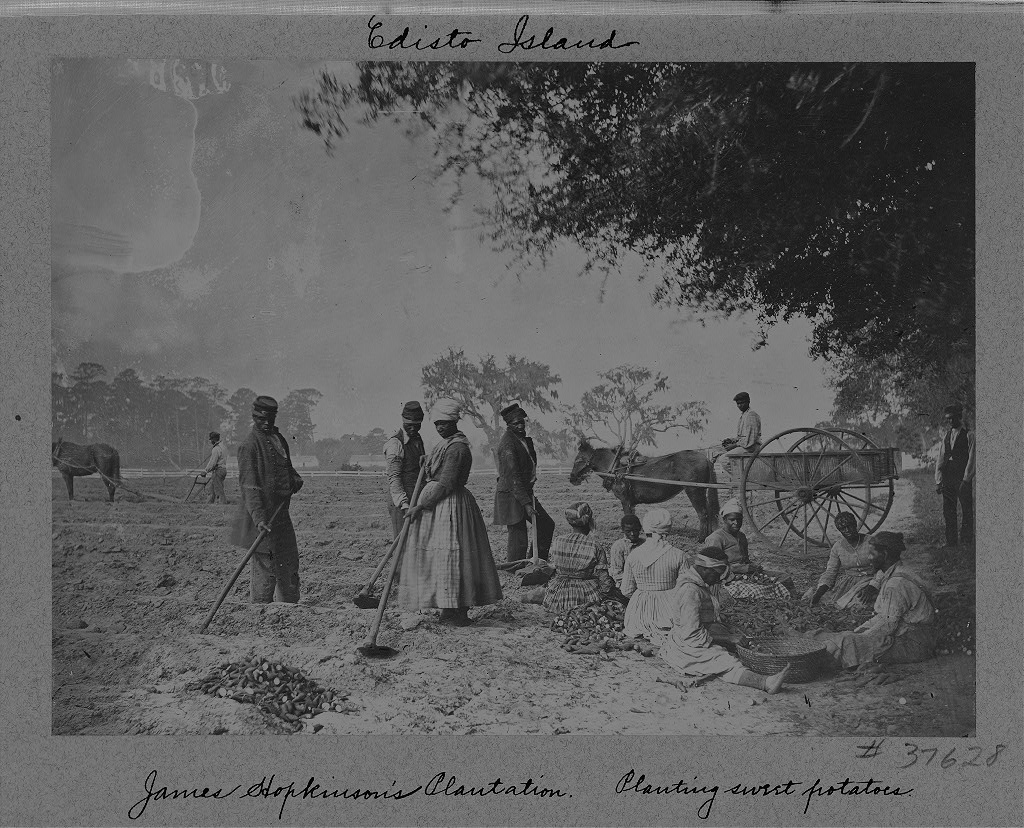 Edisto Island
# 37628
James Hopkinson's Plantation. Planting sweet potatoes.